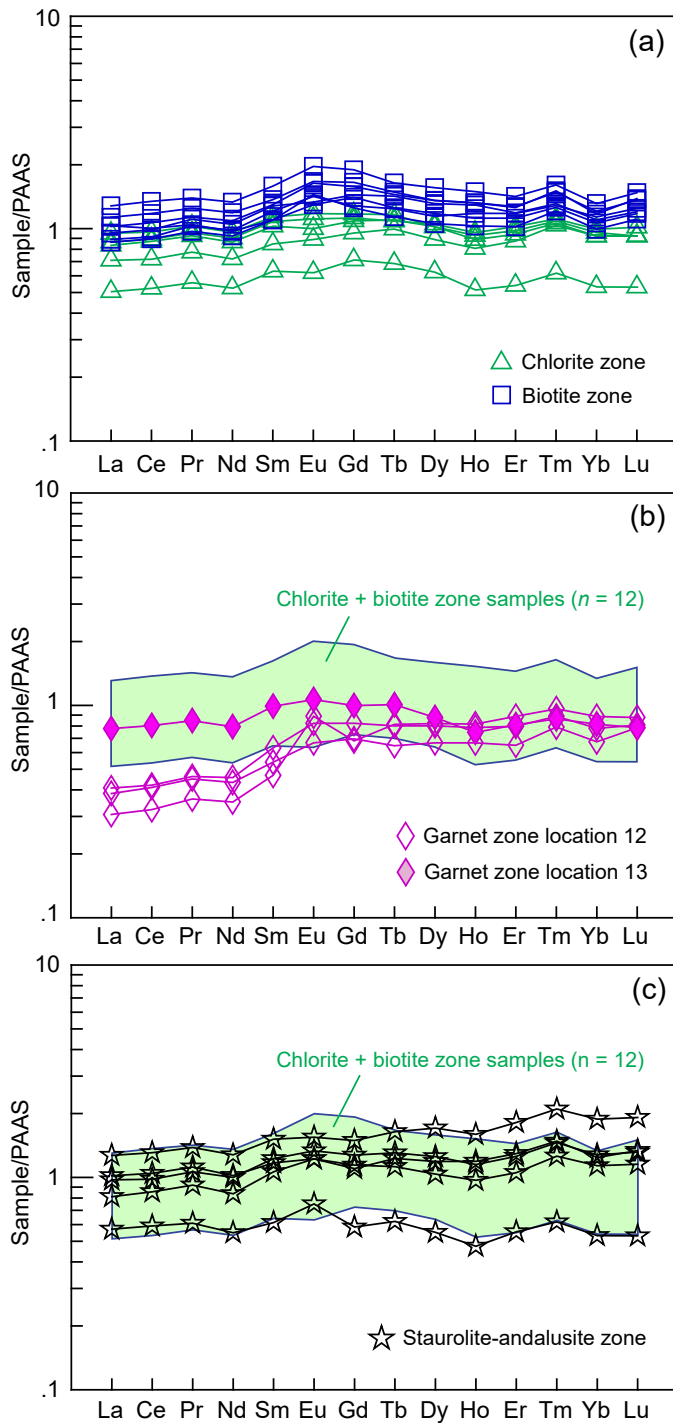 10
(a)
Sample/PAAS
1
Chlorite zone
Biotite zone
.1
La Ce Pr Nd Sm Eu Gd Tb Dy Ho Er Tm Yb Lu
10
(b)
Chlorite + biotite zone samples (n = 12)
Sample/PAAS
1
Garnet zone location 12
Garnet zone location 13
.1
La Ce Pr Nd Sm Eu Gd Tb Dy Ho Er Tm Yb Lu
10
(c)
Chlorite + biotite zone samples (n = 12)
Sample/PAAS
1
Staurolite-andalusite zone
.1
La Ce Pr Nd Sm Eu Gd Tb Dy Ho Er Tm Yb Lu